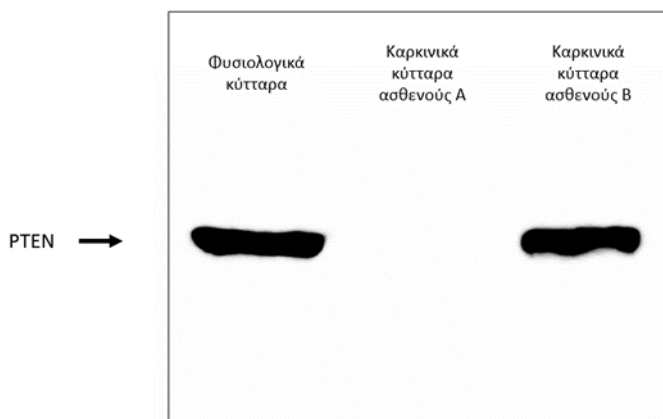 Φυσιολογικά
κύτταρα
Καρκινικά
κύτταρα
ασθενούς Α
Καρκινικά
κύτταρα
ασθενούς Β
PTEN